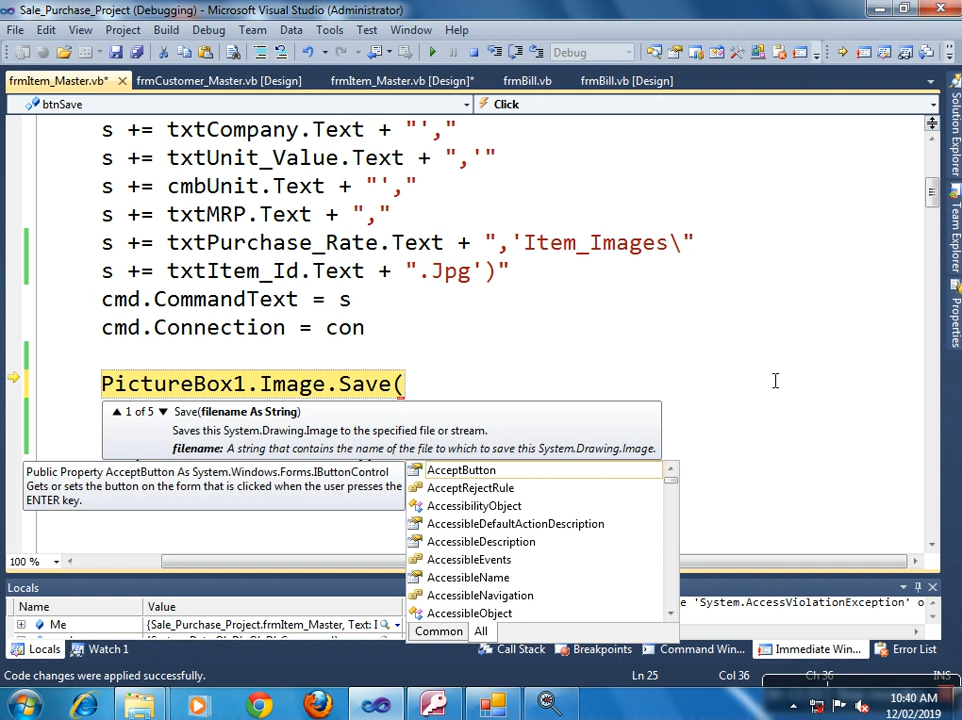 Sale_Purchase_Project (Debugging) - Microsoft Visual Studio (Administrator)
File Edit View Project Build Debug Team Data Tools Test Window Help
Debug
frmItem_Master.vb* frmCustomer_Master.vb [Design] frmItem_Master.vb [Design]* frmBill.vb frmBill.vb [Design]
btnSave Click
s += txtCompany.Text + "',"
s += txtUnit_Value.Text + ",'"
s += cmbUnit.Text + "',"
s += txtMRP.Text + ","
s += txtPurchase_Rate.Text + ",'Item_Images\"
s += txtItem_Id.Text + ".Jpg')"
cmd.CommandText = s
cmd.Connection = con
PictureBox1.Image.Save(
1 of 5 Save(filename As String)
Saves this System.Drawing.Image to the specified file or stream.
filename: A string that contains the name of the file to which to save this System.Drawing.Image.
Public Property AcceptButton As System.Windows.Forms.IButtonControl
Gets or sets the button on the form that is clicked when the user presses the
ENTER key.
AcceptButton
AcceptRejectRule
AccessibilityObject
AccessibleDefaultActionDescription
AccessibleDescription
AccessibleEvents
AccessibleName
AccessibleNavigation
AccessibleObject
Common All
100 %
Solution Explorer
Team Explorer
Properties
Locals
Name Value
Me {Sale_Purchase_Project.frmItem_Master, Text: I
e 'System.AccessViolationException' o
Locals Watch 1 Call Stack Breakpoints Command Win... Immediate Win... Error List
Code changes were applied successfully. Ln 25 Col 36 Ch 36 INS
10:40 AM
12/02/2019